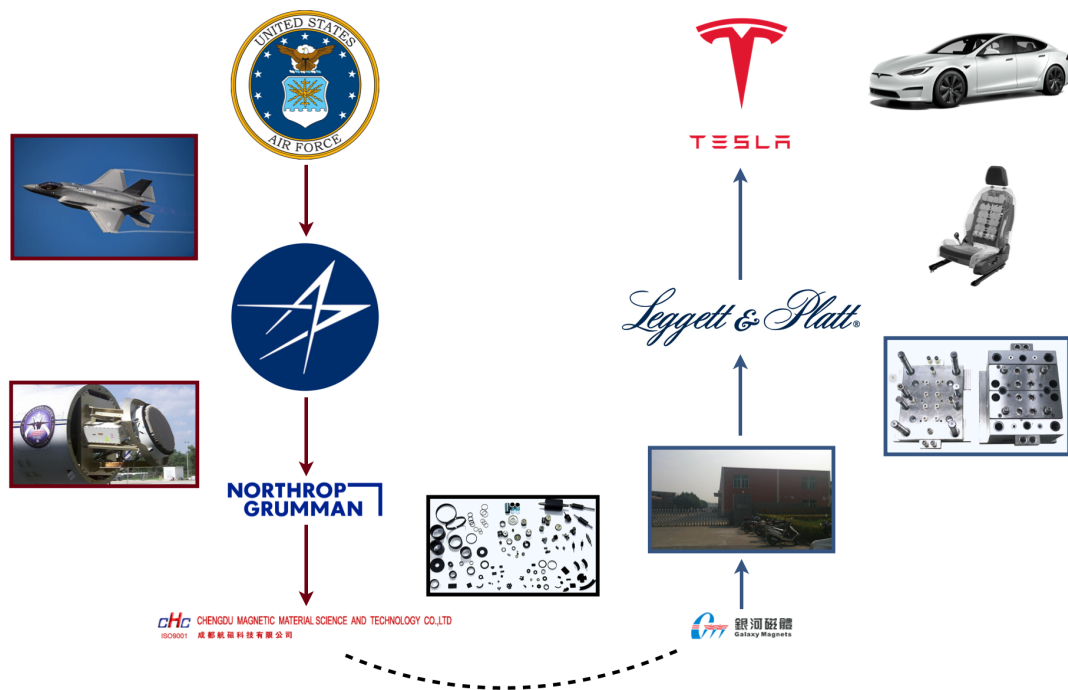 UNITED STATES
AIR FORCE
TESLA
Leggett & Platt®
NORTHROP
GRUMMAN
CHC
ISO9001
CHENGDU MAGNETIC MATERIAL SCIENCE AND TECHNOLOGY CO.,LTD
成都航磁科技有限公司
銀河磁體
Galaxy Magnets